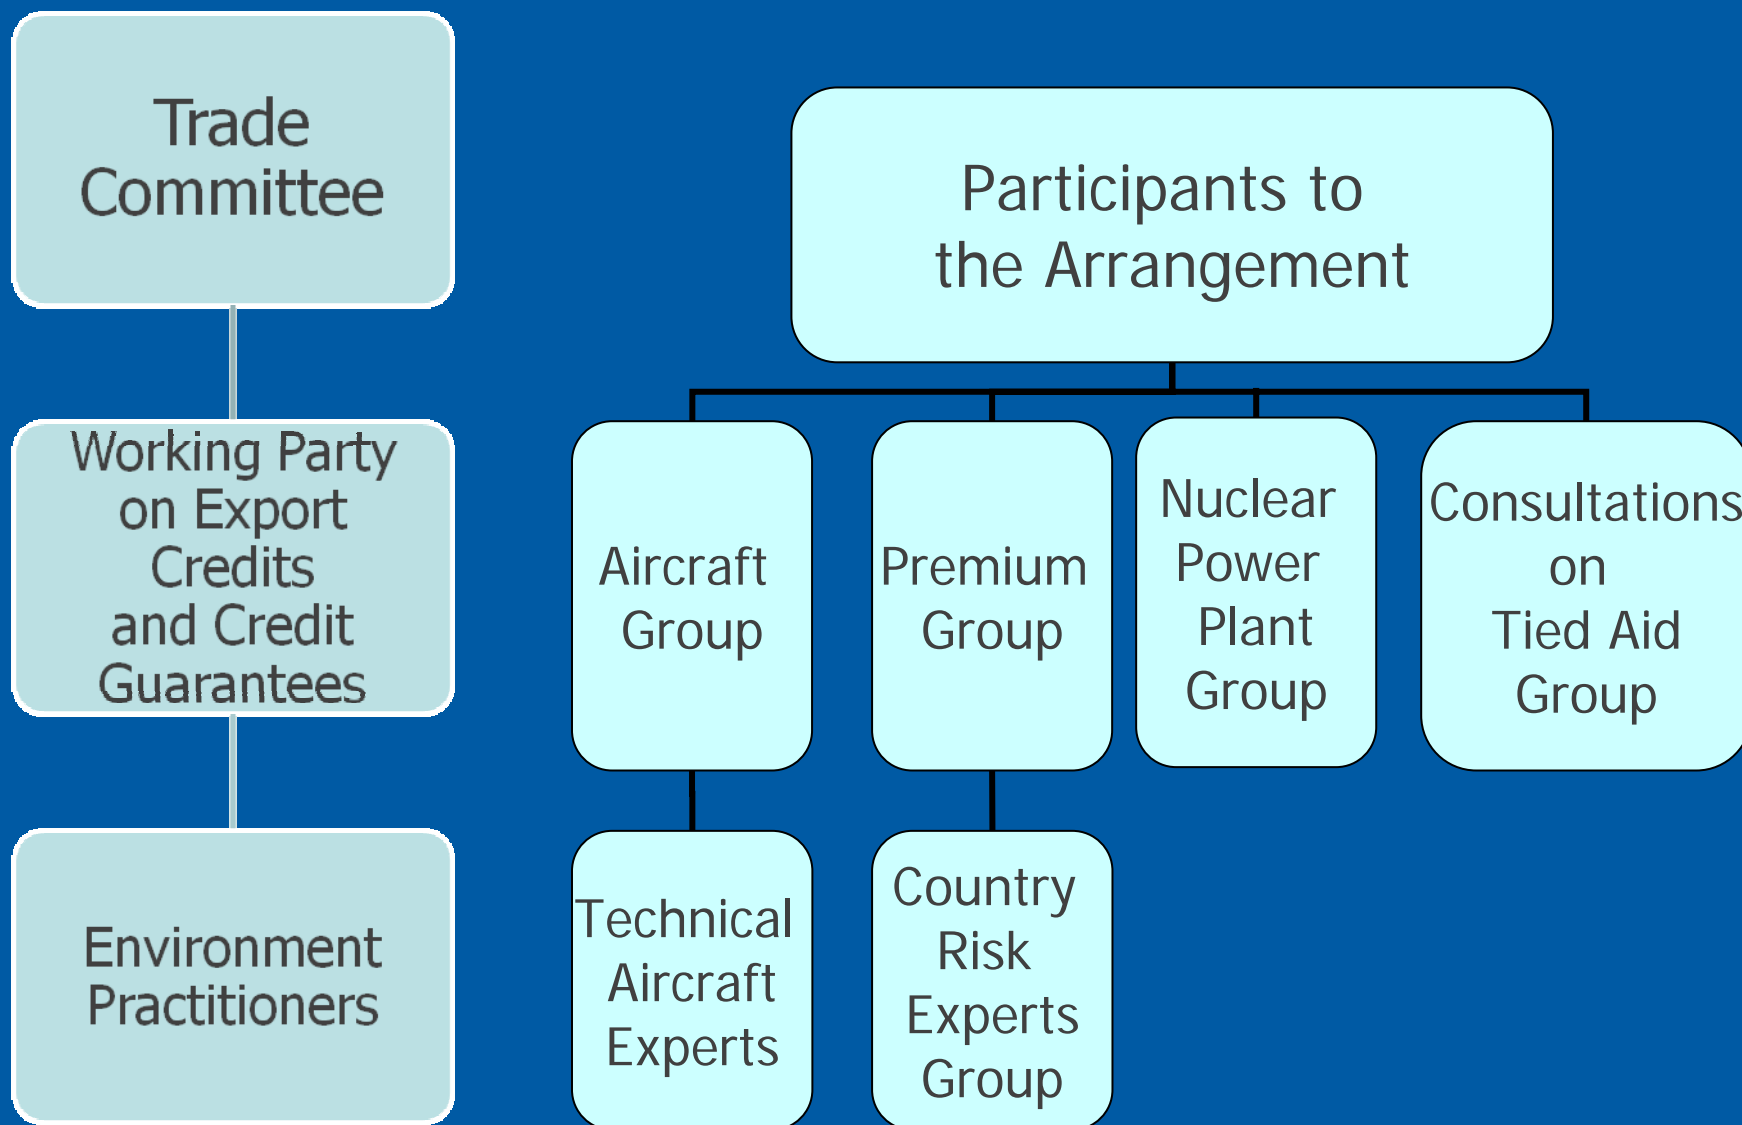 Trade
Committee
Participants to
the Arrangement
Working Party
on Export
Credits
and Credit
Guarantees
Aircraft
Group
Premium
Group
Nuclear
Power
Plant
Group
Consultations
on
Tied Aid
Group
Environment
Practitioners
Technical
Aircraft
Experts
Country
Risk
Experts
Group